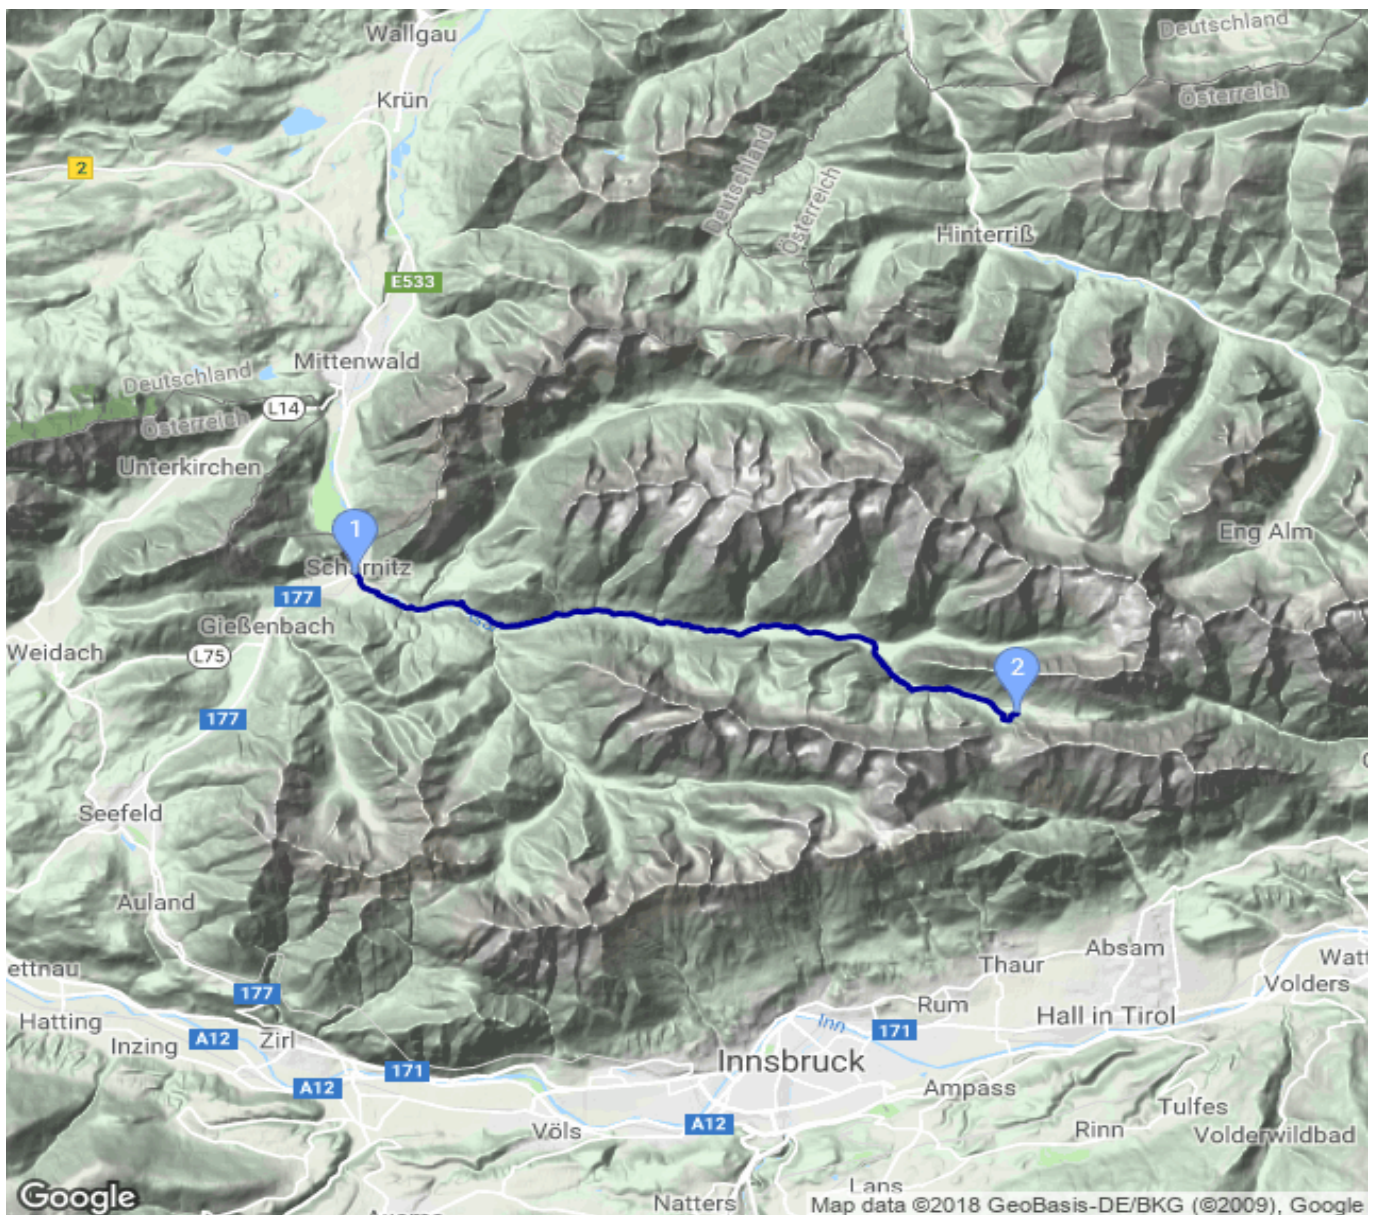 Wallgau
Deutschland
Krün
Österreich
2
Deutschland
Österreich
Hinterriß
E533
Mittenwald
Deutschland
L14
Österreich
Unterkirchen
1
Eng Alm
177
Gießenbach
Weidach
L75
2
177
Seefeld
Auland
Absam
Thaur
ettnau
177
Volders
Rum
Hatting
Inn
171
Hall in Tirol
Inzing
A12
Zirl
Innsbruck
171
A12
Ampass
Tulfes
A12
Völs
Rinn
Volderwildbad
Lans
Natters
Google
Map data ©2018 GeoBasis-DE/BKG (©2009), Google